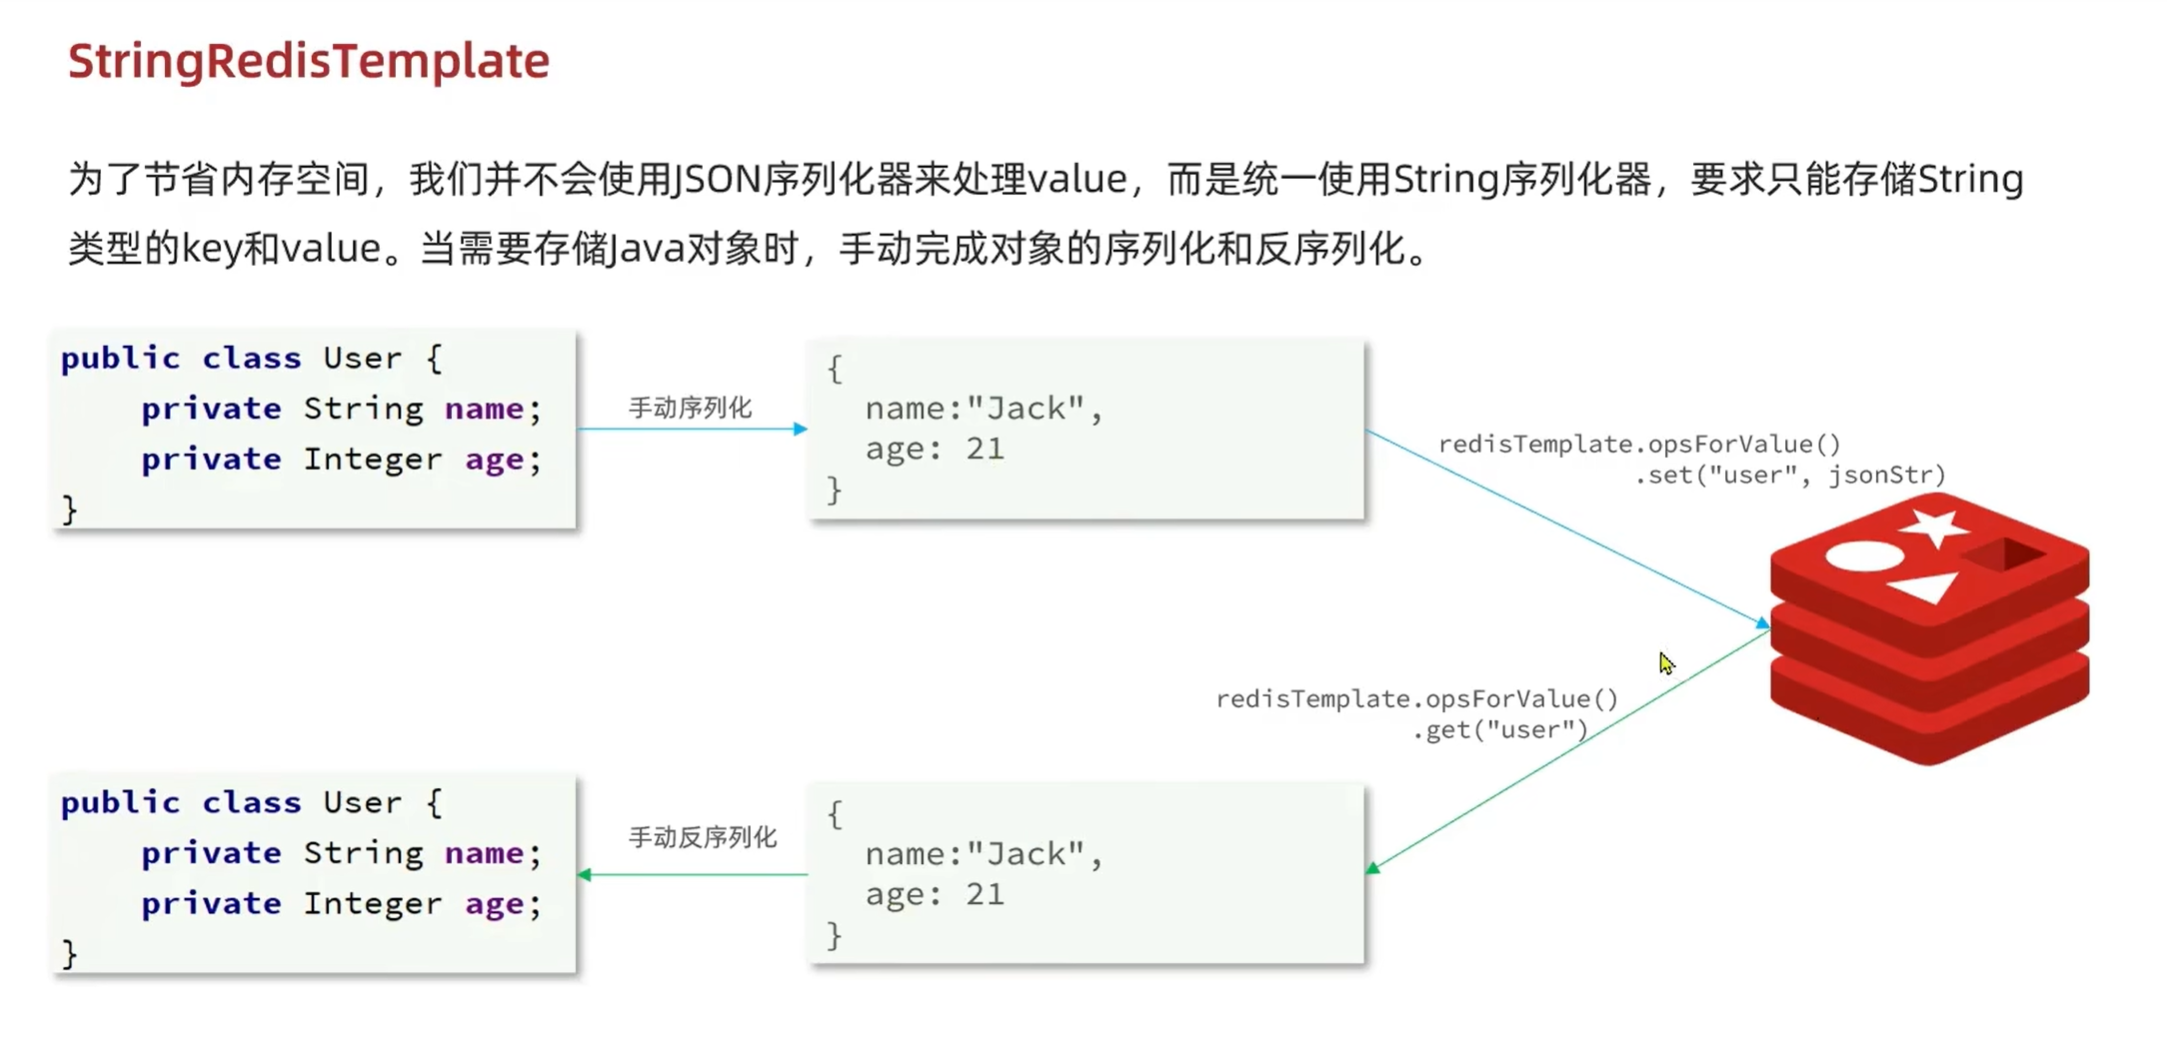 StringRedisTemplate
为了节省内存空间，我们并不会使用JSON序列化器来处理value，而是统一使用String序列化器，要求只能存储String
类型的key和value。当需要存储Java对象时，手动完成对象的序列化和反序列化。
public class User {
    private String name;
    private Integer age;
}
手动序列化
{
  name:"Jack",
  age: 21
}
redisTemplate.opsForValue()
.set("user", jsonStr)
redisTemplate.opsForValue()
.get("user")
{
  name:"Jack",
  age: 21
}
手动反序列化
public class User {
    private String name;
    private Integer age;
}